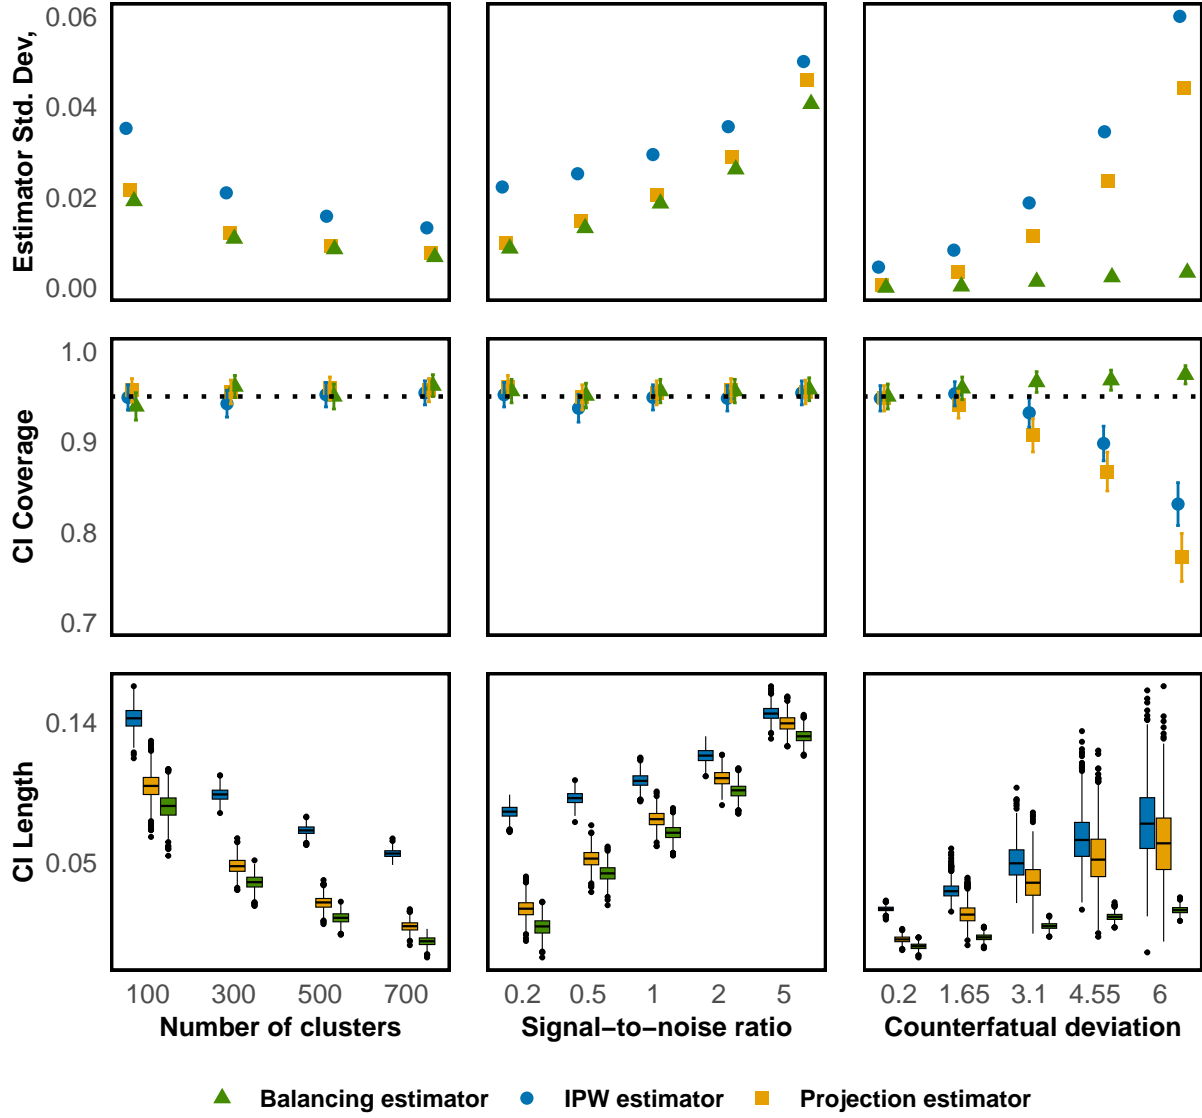 Estimator Std. Dev,
0.06
0.04
0.02
0.00
CI Coverage
1.0
0.9
0.8
0.7
CI Length
0.14
0.05
100 300 500 700
0.2 0.5 1 2 5
0.2 1.65 3.1 4.55 6
Number of clusters
Signal−to−noise ratio
Counterfatual deviation
Balancing estimator IPW estimator Projection estimator